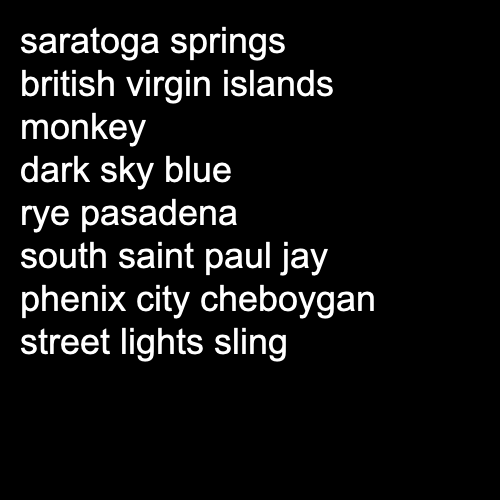 saratoga springs
british virgin islands
monkey
dark sky blue
rye pasadena
south saint paul jay
phenix city cheboygan
street lights sling